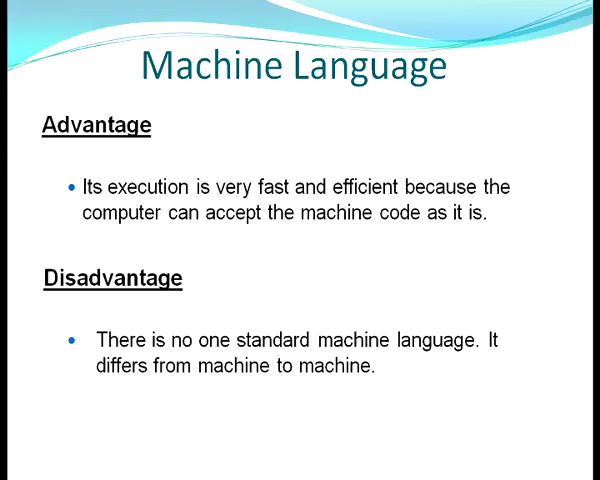 Machine Language
Advantage
• Its execution is very fast and efficient because the
computer can accept the machine code as it is.
Disadvantage
• There is no one standard machine language. It
differs from machine to machine.